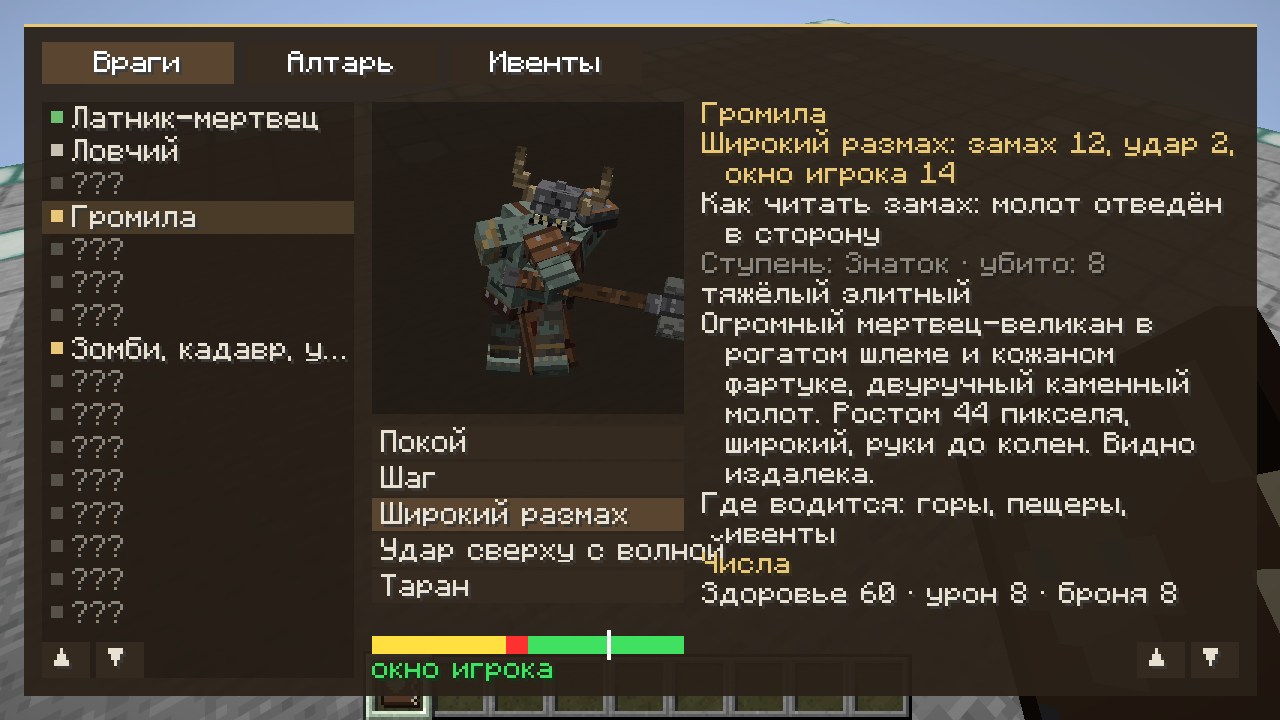 Враги
Алтарь
Ивенты
Латник-мертвец
Ловчий
???
Громила
???
???
???
Зомби, кадавр, у...
???
???
???
???
???
???
???
???
Покой
Шаг
Широкий размах
Удар сверху с волной
Таран
окно игрока
Громила
Широкий размах: замах 12, удар 2,
окно игрока 14
Как читать замах: молот отведён
в сторону
Ступень: Знаток · убито: 8
тяжёлый элитный
Огромный мертвец-великан в
рогатом шлеме и кожаном
фартуке, двуручный каменный
молот. Ростом 44 пикселя,
широкий, руки до колен. Видно
издалека.
Где водится: горы, пещеры,
ивенты
Числа
Здоровье 60 · урон 8 · броня 8